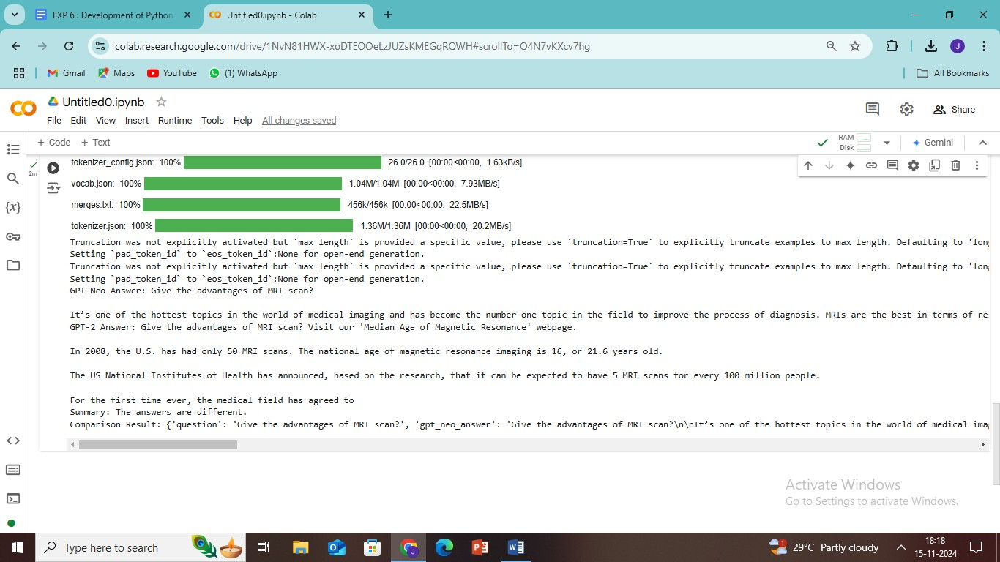 EXP 6 : Development of Python
Untitled0.ipynb - Colab
colab.research.google.com/drive/1NvN81HWX-xoDTEOOeLzJUZsKMEGqRQWH#scrollTo=Q4N7vKXcv7hg
J
Gmail Maps YouTube (1) WhatsApp All Bookmarks
Untitled0.ipynb
File Edit View Insert Runtime Tools Help All changes saved
Share
+ Code + Text
RAM
Disk
Gemini
2m
tokenizer_config.json: 100% 26.0/26.0 [00:00<00:00, 1.63kB/s]
vocab.json: 100% 1.04M/1.04M [00:00<00:00, 7.93MB/s]
merges.txt: 100% 456k/456k [00:00<00:00, 22.5MB/s]
tokenizer.json: 100% 1.36M/1.36M [00:00<00:00, 20.2MB/s]
Truncation was not explicitly activated but `max_length` is provided a specific value, please use `truncation=True` to explicitly truncate examples to max length. Defaulting to 'lon
Setting `pad_token_id` to `eos_token_id`:None for open-end generation.
Truncation was not explicitly activated but `max_length` is provided a specific value, please use `truncation=True` to explicitly truncate examples to max length. Defaulting to 'lon
Setting `pad_token_id` to `eos_token_id`:None for open-end generation.
GPT-Neo Answer: Give the advantages of MRI scan?
It’s one of the hottest topics in the world of medical imaging and has become the number one topic in the field to improve the process of diagnosis. MRIs are the best in terms of re
GPT-2 Answer: Give the advantages of MRI scan? Visit our 'Median Age of Magnetic Resonance' webpage.
In 2008, the U.S. has had only 50 MRI scans. The national age of magnetic resonance imaging is 16, or 21.6 years old.
The US National Institutes of Health has announced, based on the research, that it can be expected to have 5 MRI scans for every 100 million people.
For the first time ever, the medical field has agreed to
Summary: The answers are different.
Comparison Result: {'question': 'Give the advantages of MRI scan?', 'gpt_neo_answer': 'Give the advantages of MRI scan?\n\nIt’s one of the hottest topics in the world of medical ima
{x}
Activate Windows
Go to Settings to activate Windows.
Type here to search
J
1
29°C Partly cloudy
18:18
15-11-2024